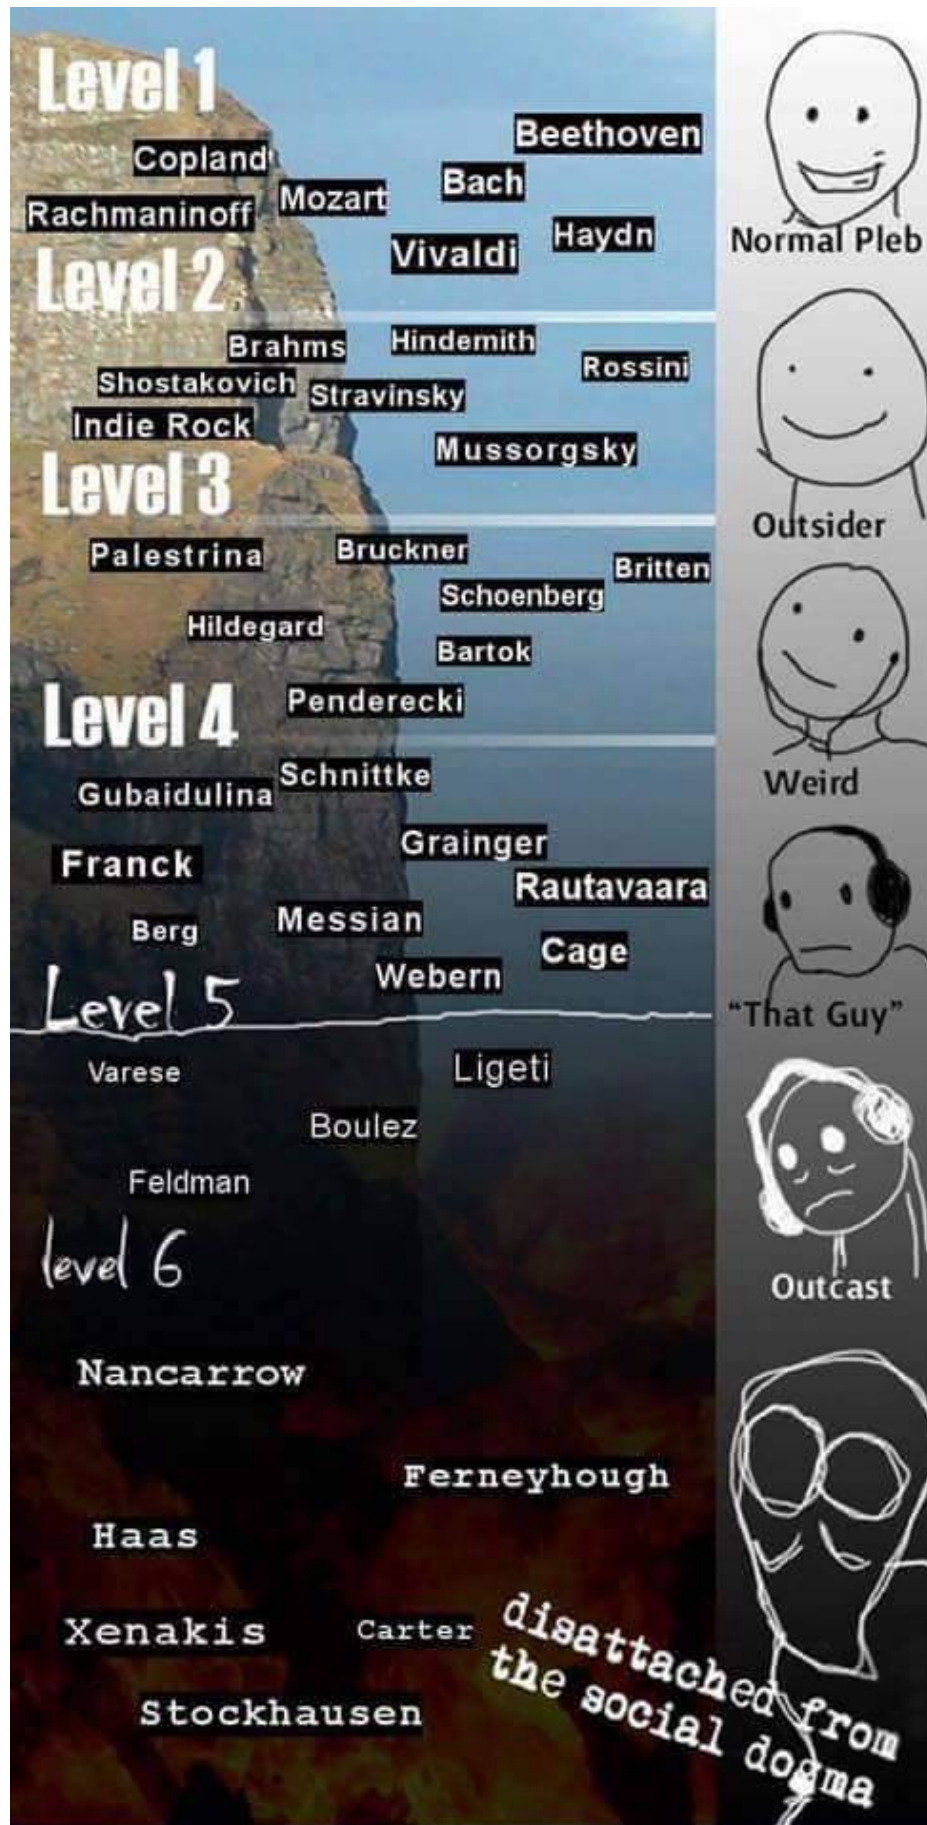 Level 1
Beethoven
Copland
Bach
Mozart
Rachmaninoff
Haydn
Vivaldi
Normal Pleb
Level 2
Brahms
Hindemith
Rossini
Shostakovich
Stravinsky
Indie Rock
Mussorgsky
Outsider
Level 3
Palestrina
Bruckner
Britten
Schoenberg
Hildegard
Bartok
Penderecki
Weird
Level 4
Schnittke
Gubaidulina
Grainger
Franck
Rautavaara
Messian
Berg
Cage
Webern
"That Guy"
Level 5
Varese
Ligeti
Boulez
Feldman
Outcast
level 6
Nancarrow
Ferneyhough
Haas
Xenakis
Carter
Stockhausen
disattached from
the social dogma